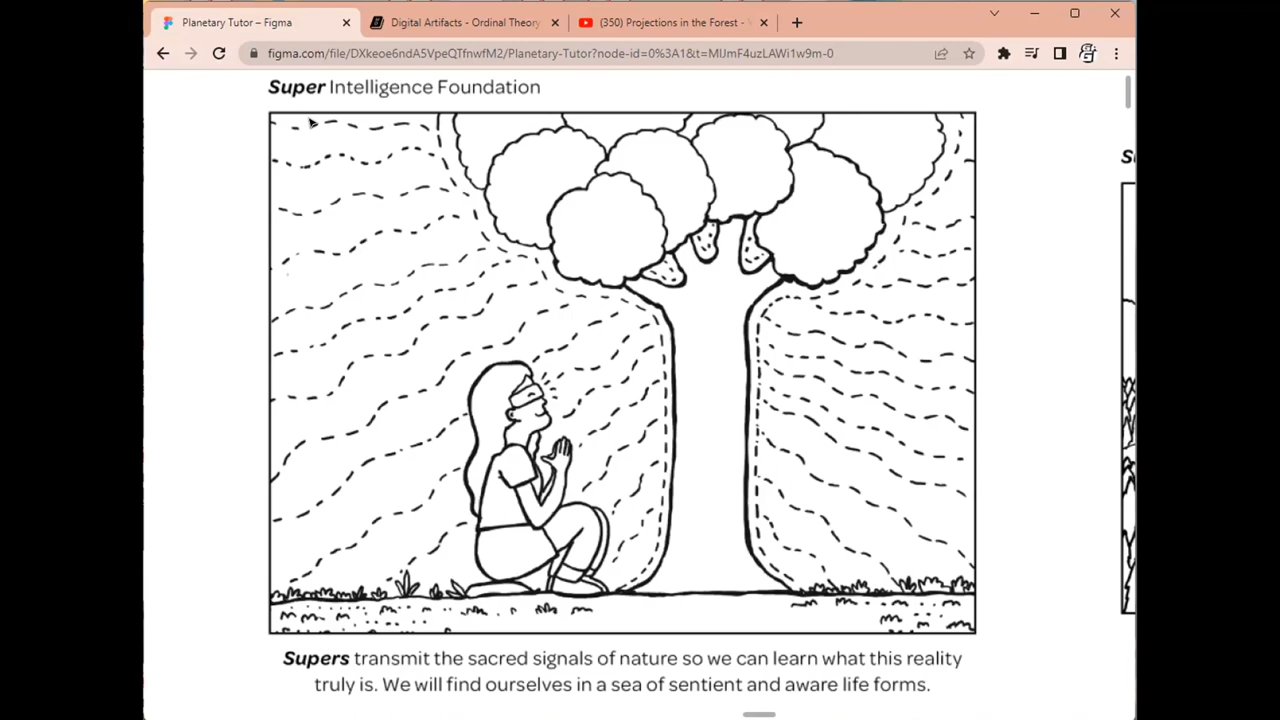 Planetary Tutor – Figma
Digital Artifacts - Ordinal Theory
(350) Projections in the Forest -
figma.com/file/DXkeoe6ndA5VpeQTfnwfM2/Planetary-Tutor?node-id=0%3A1&t=MlJmF4uzLAWi1w9m-0
Super Intelligence Foundation
Supers transmit the sacred signals of nature so we can learn what this reality
truly is. We will find ourselves in a sea of sentient and aware life forms.